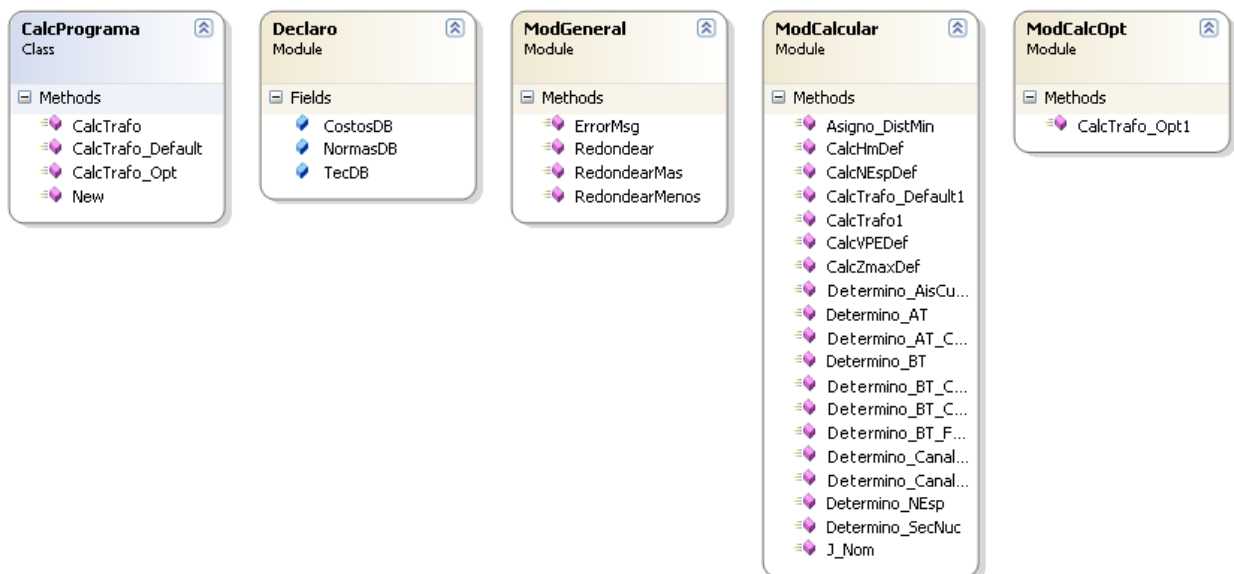 CalcPrograma
Class
Methods
CalcTrafo
CalcTrafo_Default
CalcTrafo_Opt
New
Declaro
Module
Fields
CostosDB
NormasDB
TecDB
ModGeneral
Module
Methods
ErrorMsg
Redondear
RedondearMas
RedondearMenos
ModCalcular
Module
Methods
Asigno_DistMin
CalcHmDef
CalcNEspDef
CalcTrafo_Default1
CalcTrafo1
CalcVPEDef
CalcZmaxDef
Determino_AisCu...
Determino_AT
Determino_AT_C...
Determino_BT
Determino_BT_C...
Determino_BT_C...
Determino_BT_F...
Determino_Canal...
Determino_Canal...
Determino_NEsp
Determino_SecNuc
J_Nom
ModCalcOpt
Module
Methods
CalcTrafo_Opt1